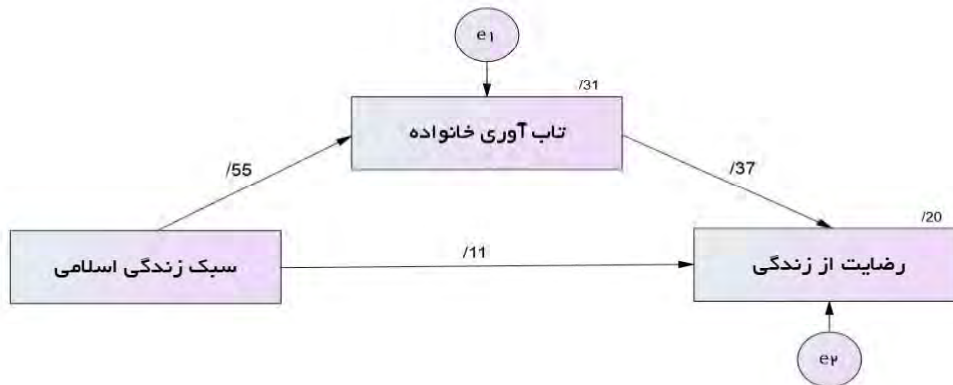 e۱
/31
تاب آوری خانواده
/55
/37
/20
سبک زندگی اسلامی
/11
رضایت از زندگی
e۲